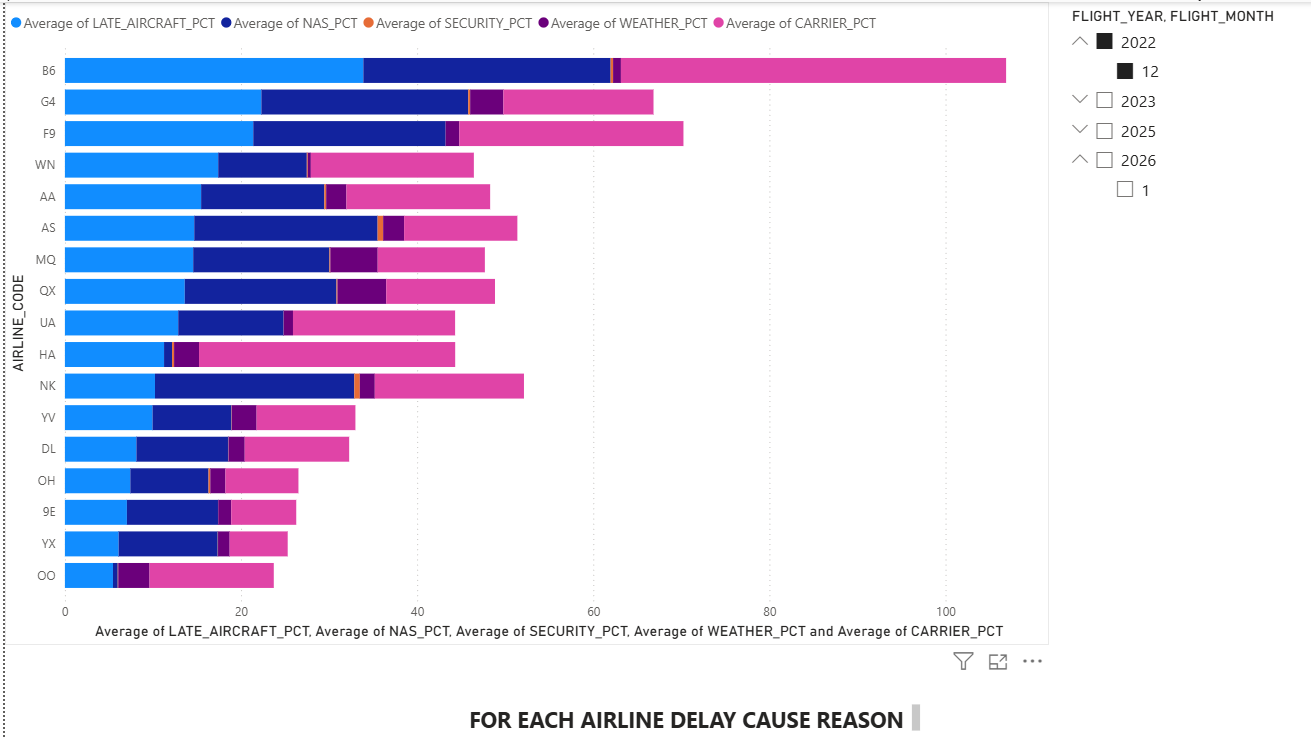 Average of LATE_AIRCRAFT_PCT Average of NAS_PCT Average of SECURITY_PCT Average of WEATHER_PCT Average of CARRIER_PCT
B6
G4
F9
WN
AA
AS
MQ
QX
UA
HA
NK
YV
DL
OH
9E
YX
OO
AIRLINE_CODE
0 20 40 60 80 100
Average of LATE_AIRCRAFT_PCT, Average of NAS_PCT, Average of SECURITY_PCT, Average of WEATHER_PCT and Average of CARRIER_PCT
FLIGHT_YEAR, FLIGHT_MONTH
2022
12
2023
2025
2026
1
FOR EACH AIRLINE DELAY CAUSE REASON